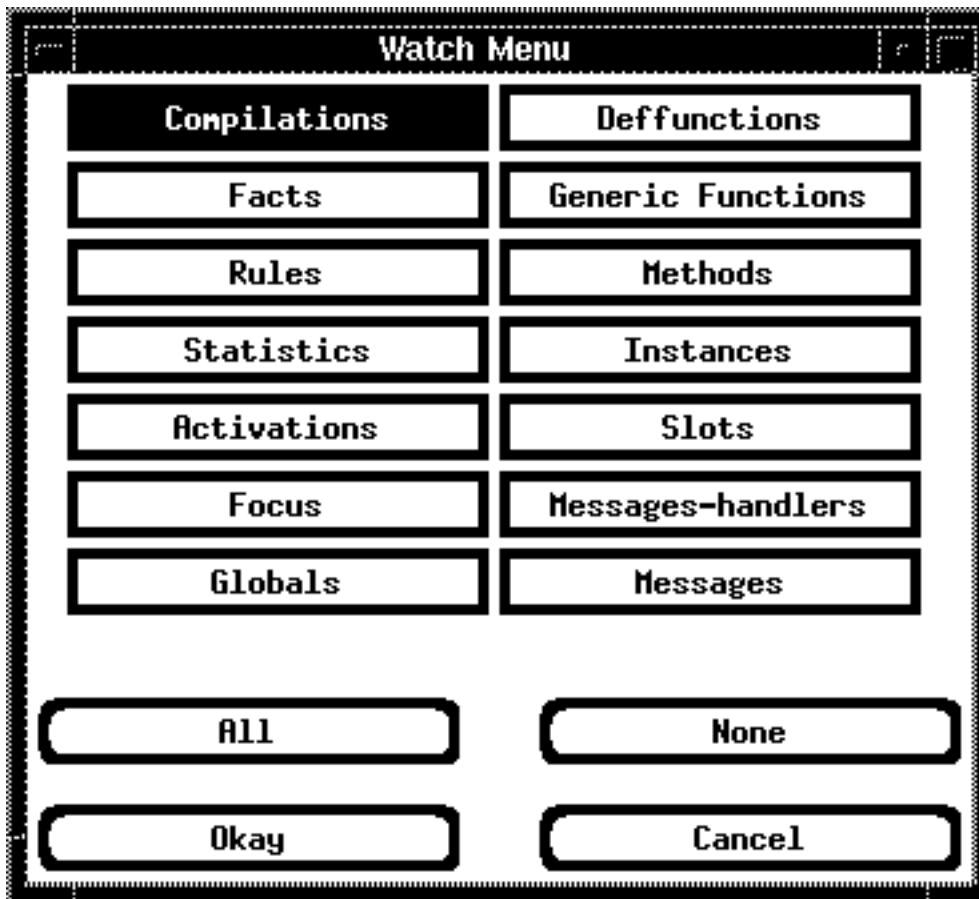 Watch Menu
Compilations Deffunctions
Facts Generic Functions
Rules Methods
Statistics Instances
Activations Slots
Focus Messages-handlers
Globals Messages
All None
Okay Cancel